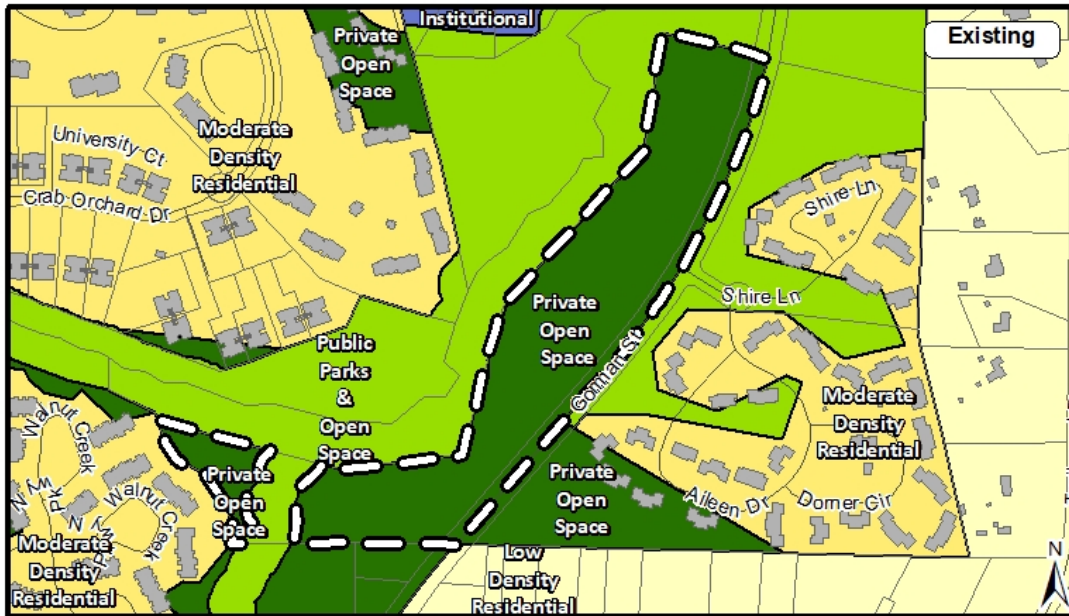 Institutional
Existing
Private
Open
Space
Moderate
Density
Residential
University Ct
Crab Orchard Dr
Shire Ln
Shire Ln
Private
Open
Space
Gorman St
Public
Parks
&
Open
Space
Moderate
Density
Residential
Walnut Creek
Pkwy N
Walnut Creek
Pkwy N
Private
Open
Space
Private
Open
Space
Aileen Dr
Dorner Cir
Moderate
Density
Residential
Low
Density
Residential
N